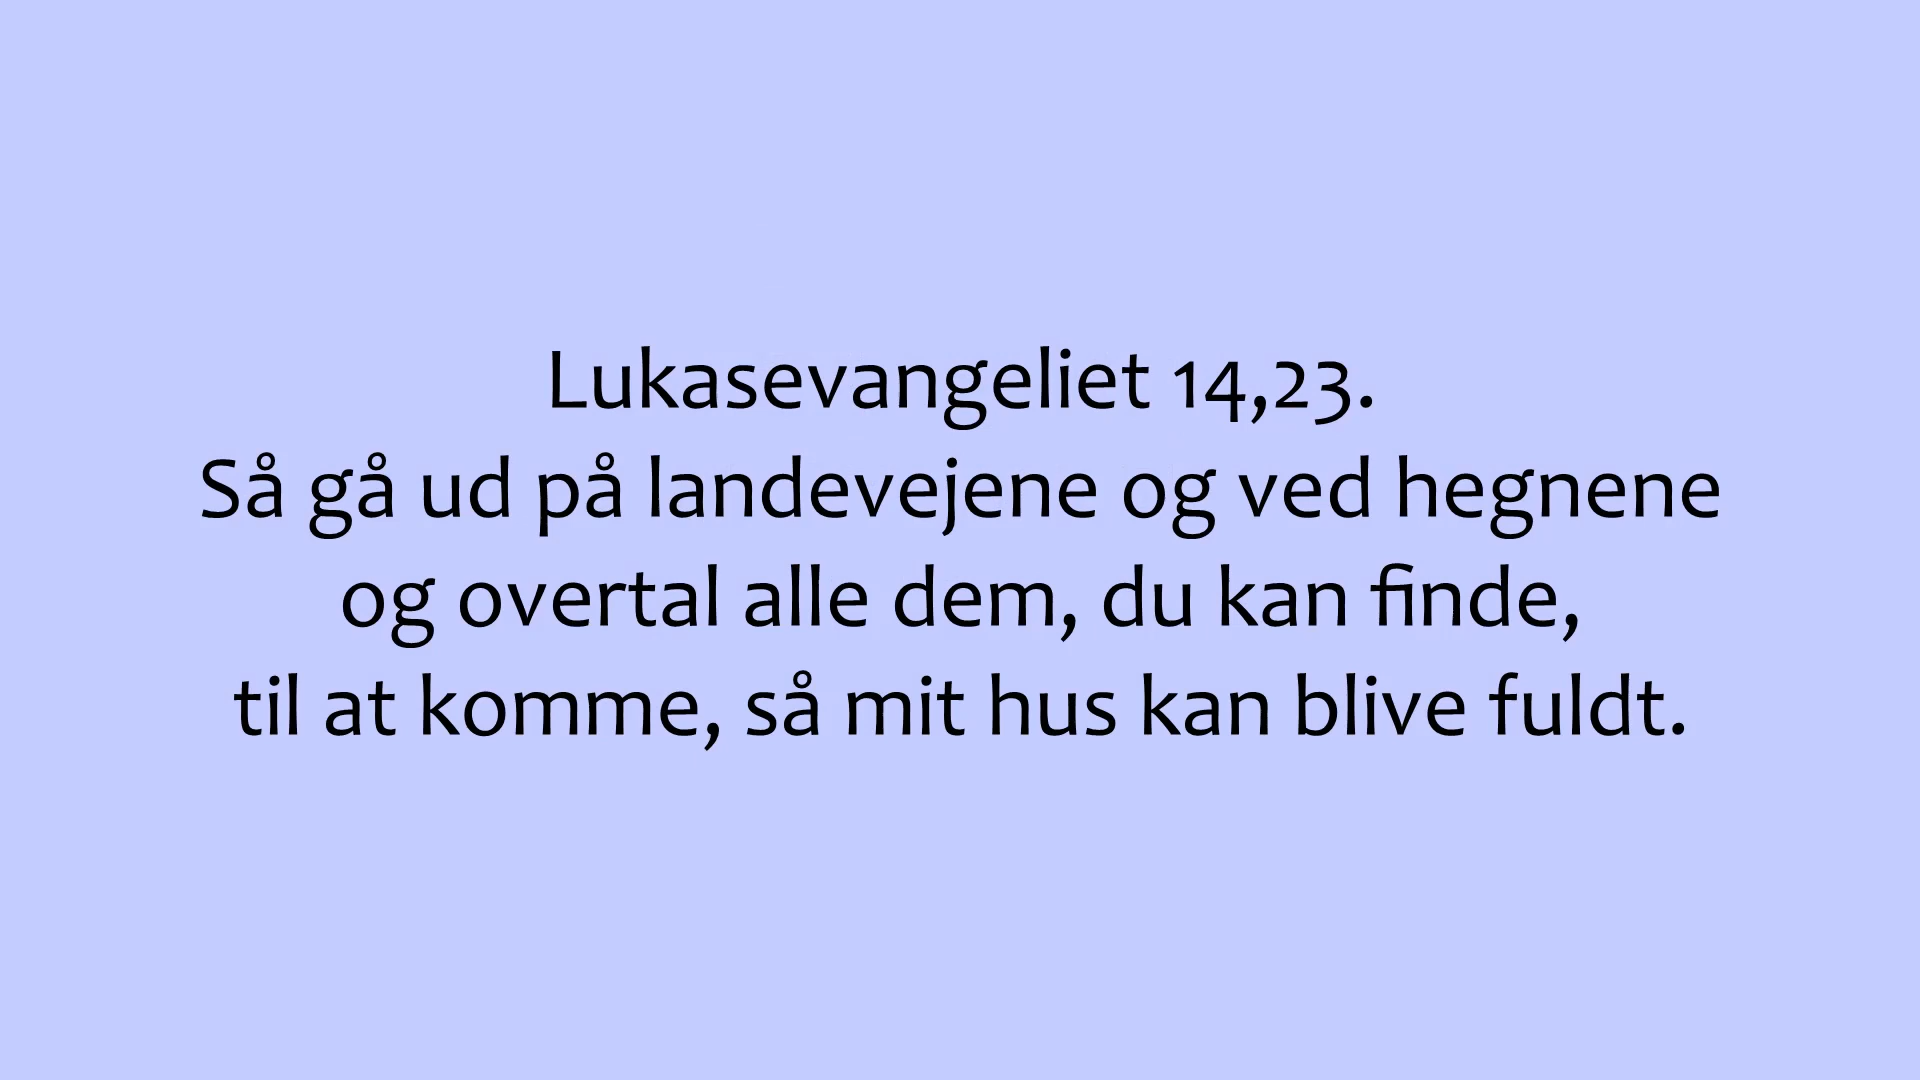 Lukasevangeliet 14,23.
Så gå ud på landevejene og ved hegnene
og overtal alle dem, du kan finde,
til at komme, så mit hus kan blive fuldt.